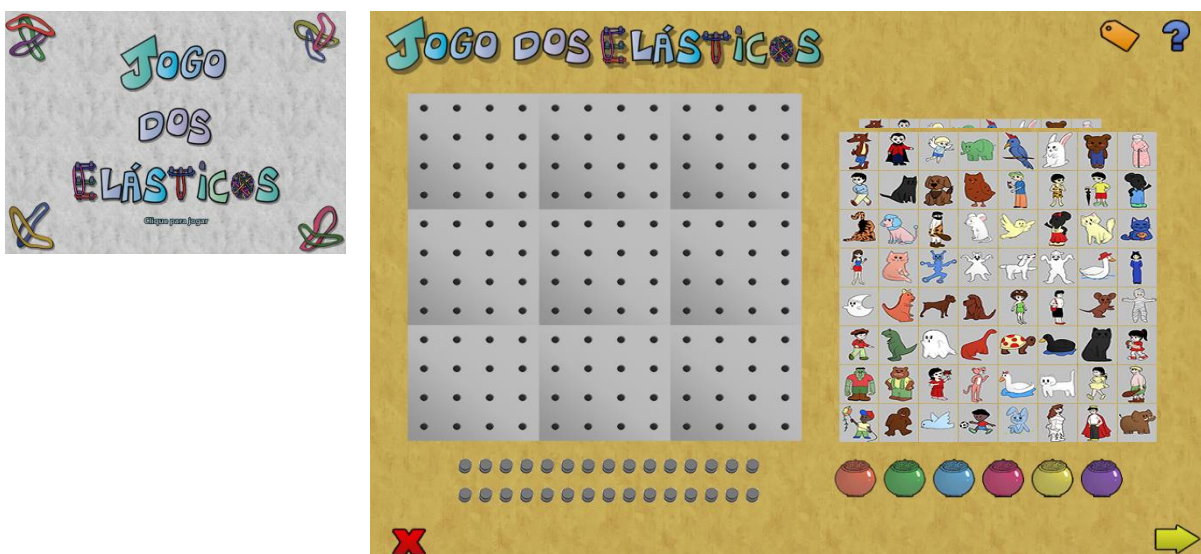 JOGO
DOS
ELÁSTICOS
Clique para jogar
JOGO DOS ELÁSTICOS
?
X